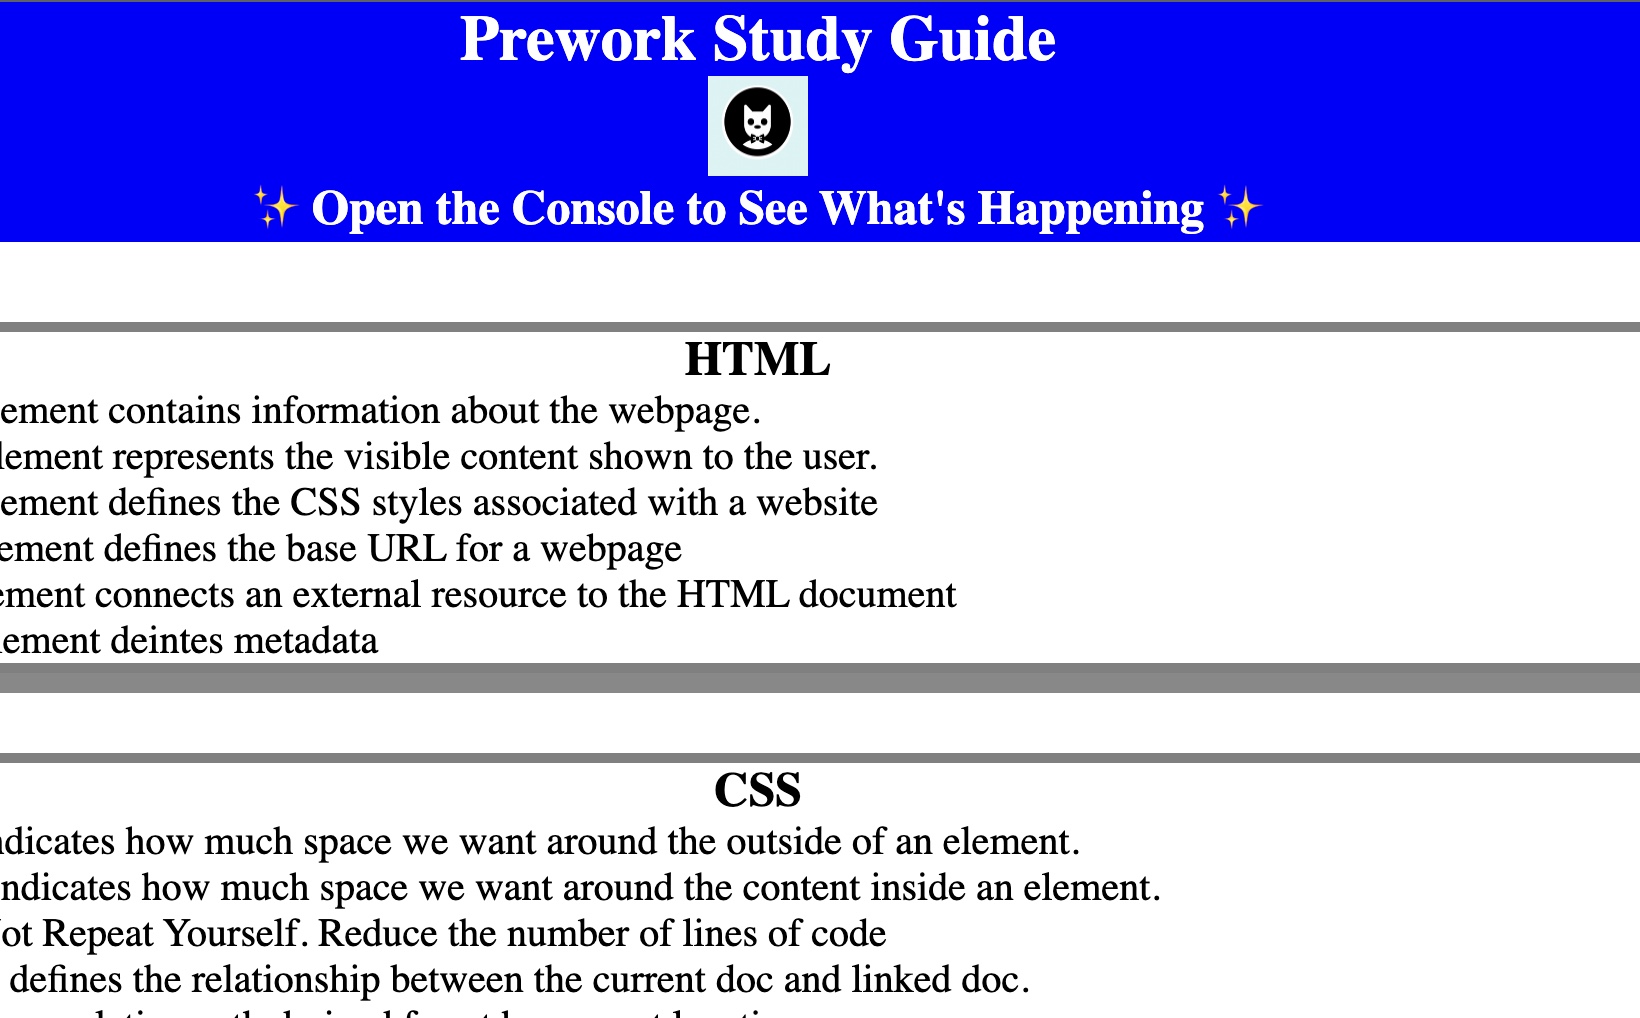 Prework Study Guide
✨ Open the Console to See What's Happening ✨
HTML
ement contains information about the webpage.
lement represents the visible content shown to the user.
ement defines the CSS styles associated with a website
ement defines the base URL for a webpage
ement connects an external resource to the HTML document
lement deintes metadata
CSS
ndicates how much space we want around the outside of an element.
ndicates how much space we want around the content inside an element.
ot Repeat Yourself. Reduce the number of lines of code
defines the relationship between the current doc and linked doc.